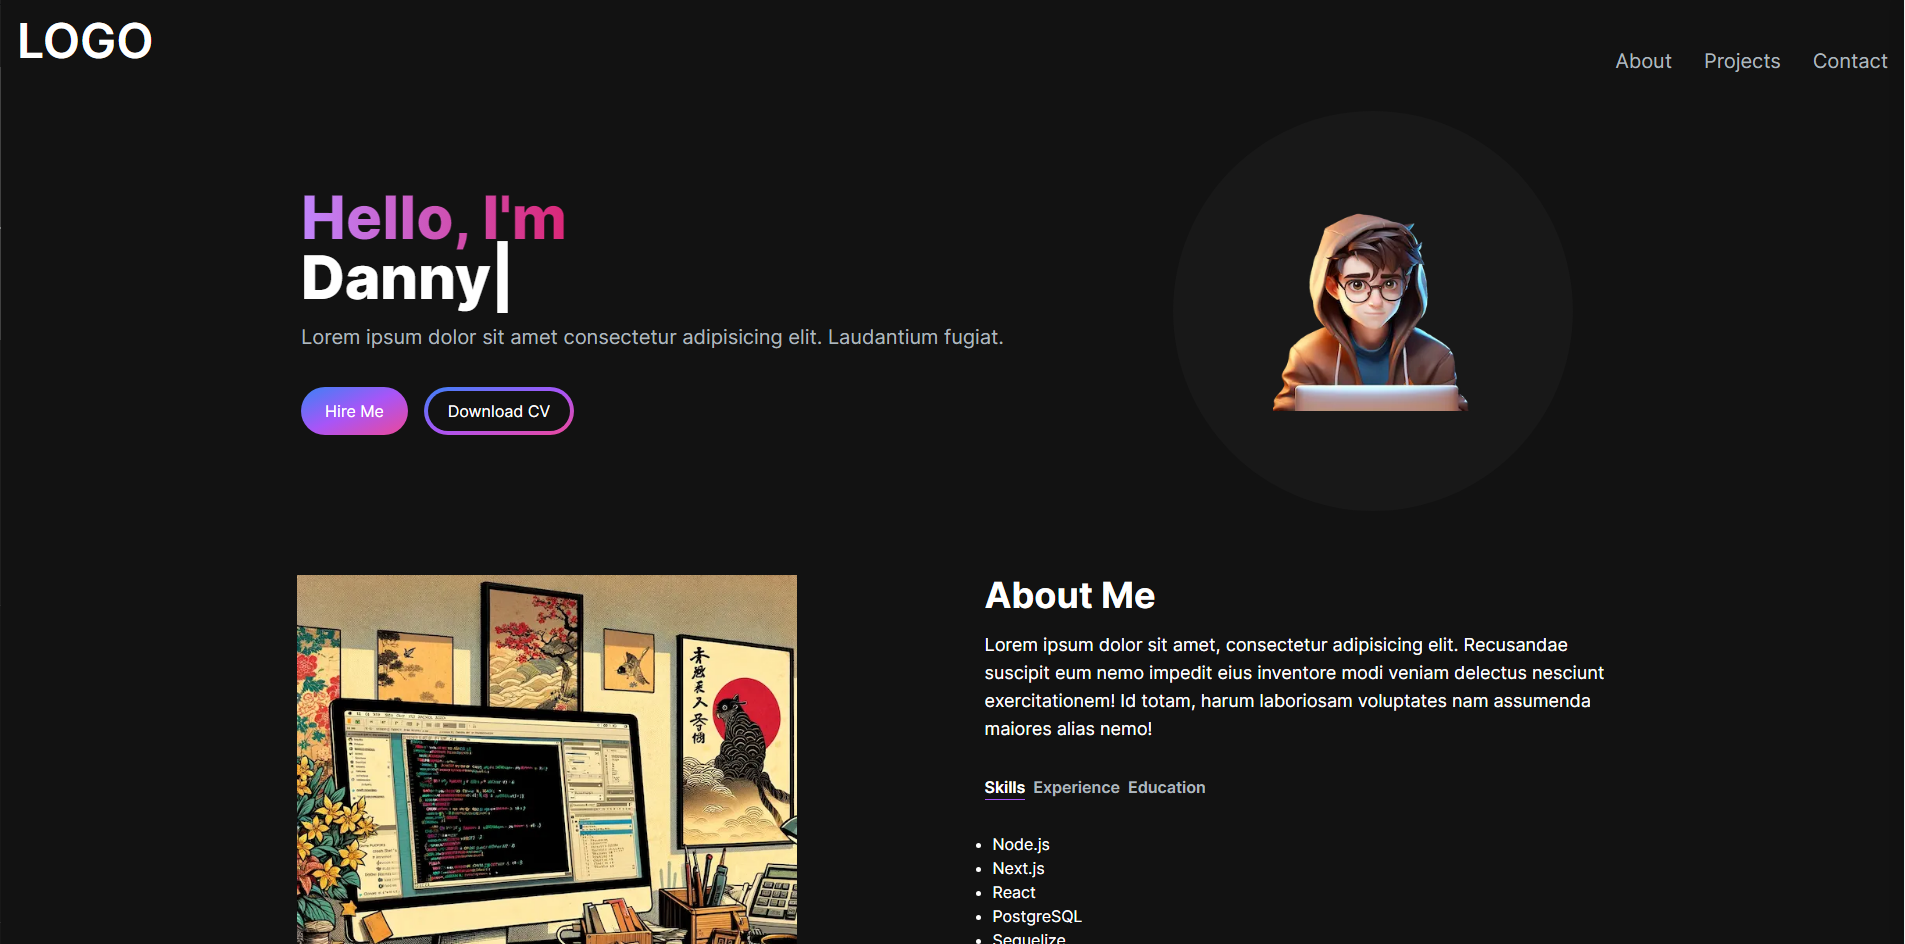 LOGO
About Projects Contact
Hello, I'm
Danny
Lorem ipsum dolor sit amet consectetur adipisicing elit. Laudantium fugiat.
Hire Me Download CV
About Me
Lorem ipsum dolor sit amet, consectetur adipisicing elit. Recusandae
suscipit eum nemo impedit eius inventore modi veniam delectus nesciunt
exercitationem! Id totam, harum laboriosam voluptates nam assumenda
maiores alias nemo!
Skills Experience Education
• Node.js
• Next.js
• React
• PostgreSQL
• Sequelize